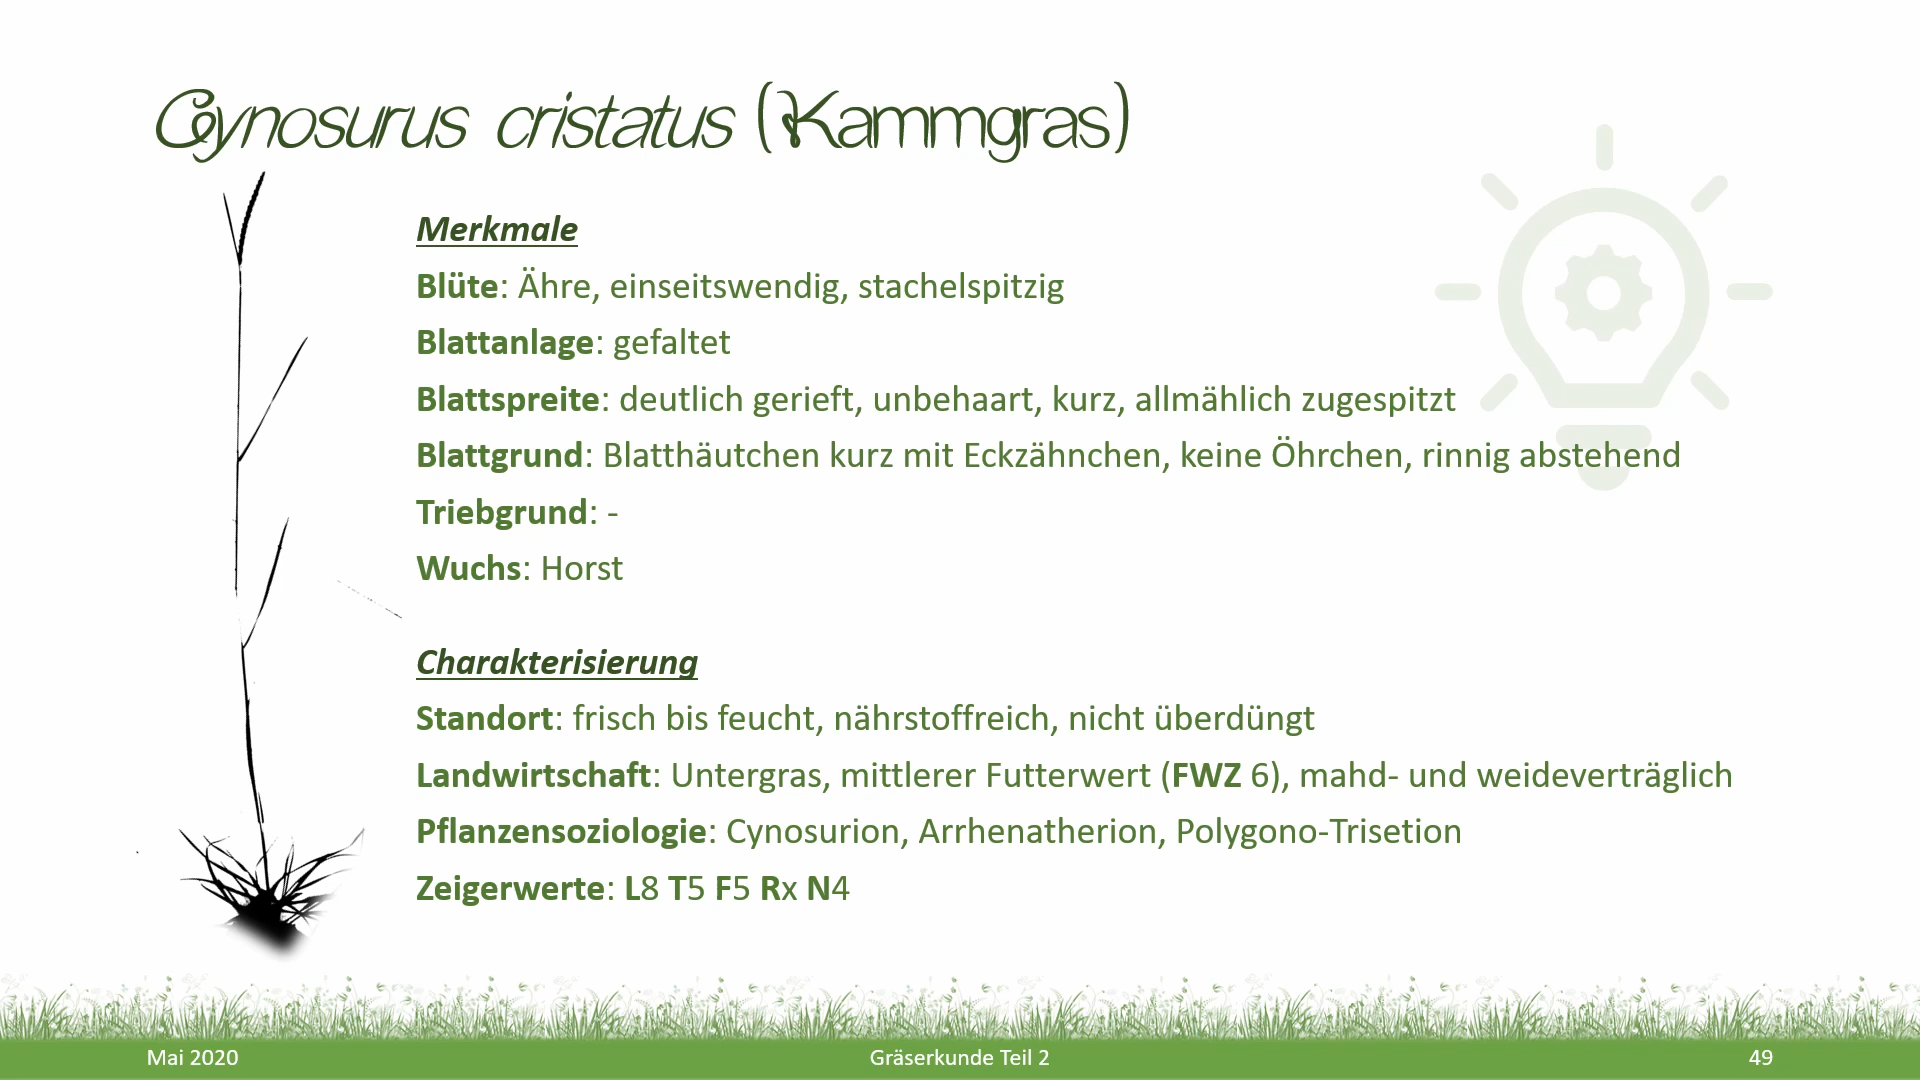 Cynosurus cristatus (Kammgras)
Merkmale
Blüte: Ähre, einseitswendig, stachelspitzig
Blattanlage: gefaltet
Blattspreite: deutlich gerieft, unbehaart, kurz, allmählich zugespitzt
Blattgrund: Blatthäutchen kurz mit Eckzähnchen, keine Öhrchen, rinnig abstehend
Triebgrund: -
Wuchs: Horst
Charakterisierung
Standort: frisch bis feucht, nährstoffreich, nicht überdüngt
Landwirtschaft: Untergras, mittlerer Futterwert (FWZ 6), mahd- und weideverträglich
Pflanzensoziologie: Cynosurion, Arrhenatherion, Polygono-Trisetion
Zeigerwerte: L8 T5 F5 Rx N4
Mai 2020
Gräserkunde Teil 2
49